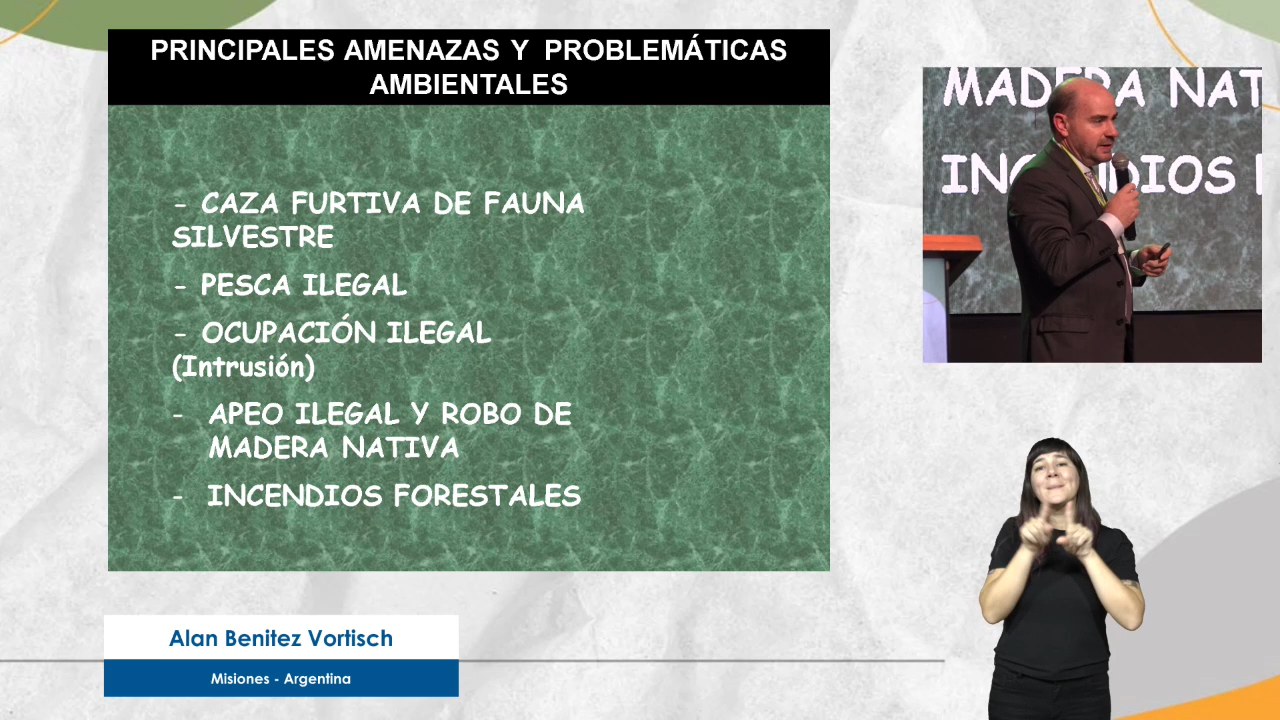 PRINCIPALES AMENAZAS Y PROBLEMÁTICAS
AMBIENTALES
- CAZA FURTIVA DE FAUNA
SILVESTRE
- PESCA ILEGAL
- OCUPACIÓN ILEGAL
(Intrusión)
- APEO ILEGAL Y ROBO DE
MADERA NATIVA
- INCENDIOS FORESTALES
MADERA NAT
INCENDIOS
Alan Benitez Vortisch
Misiones - Argentina